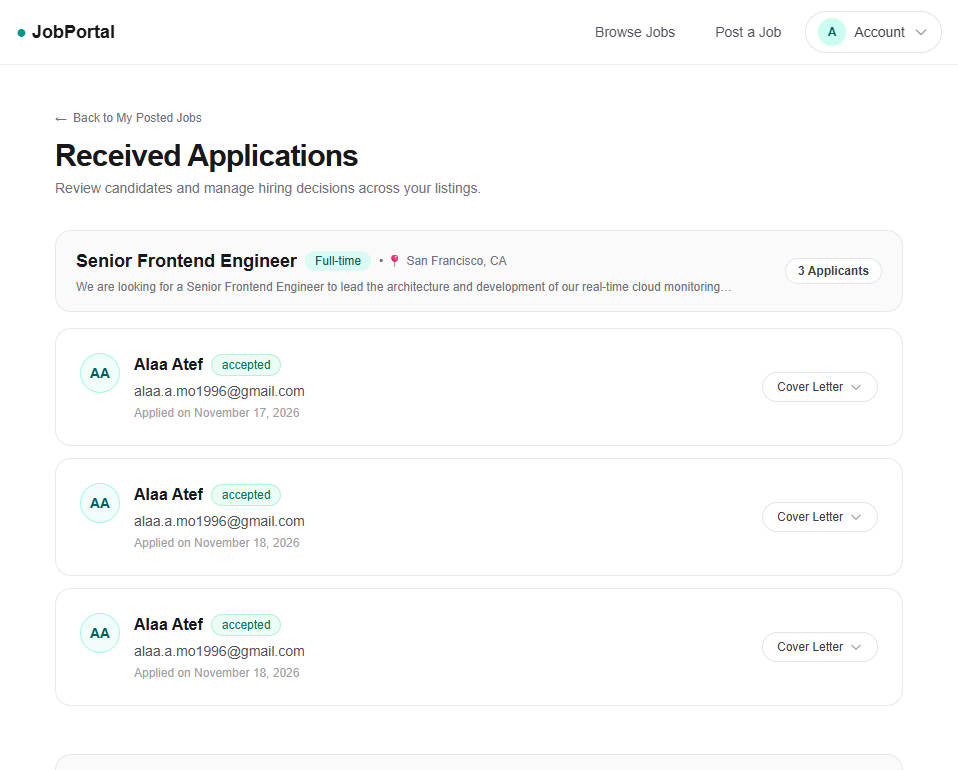 JobPortal
Browse Jobs
Post a Job
A
Account
← Back to My Posted Jobs
Received Applications
Review candidates and manage hiring decisions across your listings.
Senior Frontend Engineer Full-time • 📍 San Francisco, CA
We are looking for a Senior Frontend Engineer to lead the architecture and development of our real-time cloud monitoring…
3 Applicants
AA
Alaa Atef accepted
alaa.a.mo1996@gmail.com
Applied on November 17, 2026
Cover Letter
AA
Alaa Atef accepted
alaa.a.mo1996@gmail.com
Applied on November 18, 2026
Cover Letter
AA
Alaa Atef accepted
alaa.a.mo1996@gmail.com
Applied on November 18, 2026
Cover Letter